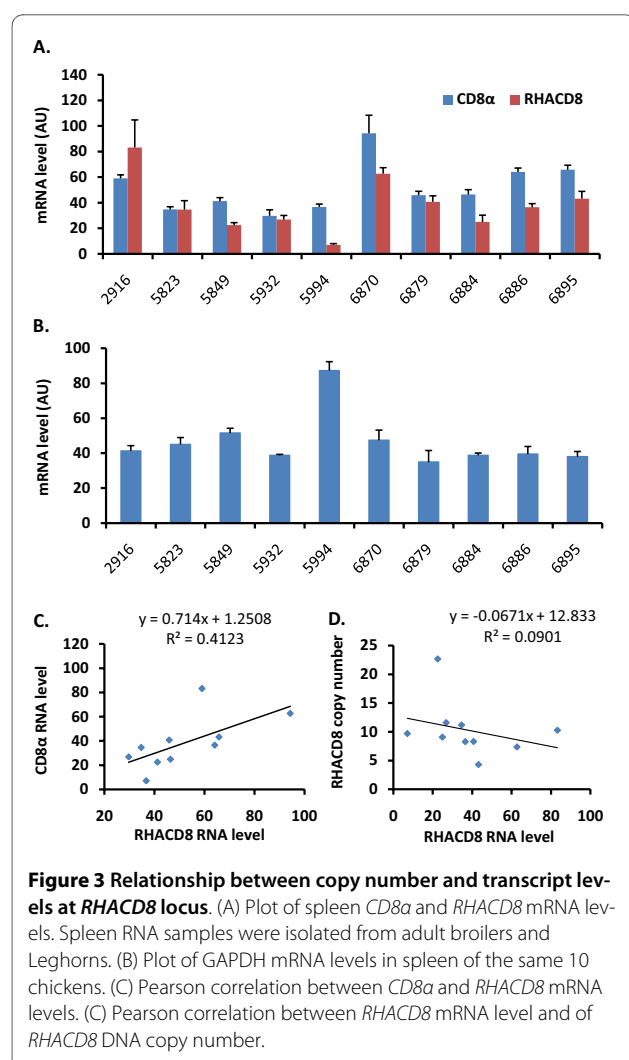 A.
mRNA level (AU)
140
120
100
80
60
40
20
0
CD8α RHACD8
2916 5823 5849 5932 5994 6870 6879 6884 6886 6895
B.
mRNA level (AU)
100
80
60
40
20
0
2916 5823 5849 5932 5994 6870 6879 6884 6886 6895
C.
y = 0.714x + 1.2508
R² = 0.4123
CD8α RNA level
120
100
80
60
40
20
0
20 40 60 80 100
RHACD8 RNA level
D.
y = -0.0671x + 12.833
R² = 0.0901
RHACD8 copy number
25
20
15
10
5
0
0 20 40 60 80 100
RHACD8 RNA level
Figure 3 Relationship between copy number and transcript lev-
els at RHACD8 locus. (A) Plot of spleen CD8α and RHACD8 mRNA lev-
els. Spleen RNA samples were isolated from adult broilers and
Leghorns. (B) Plot of GAPDH mRNA levels in spleen of the same 10
chickens. (C) Pearson correlation between CD8α and RHACD8 mRNA
levels. (C) Pearson correlation between RHACD8 mRNA level and of
RHACD8 DNA copy number.